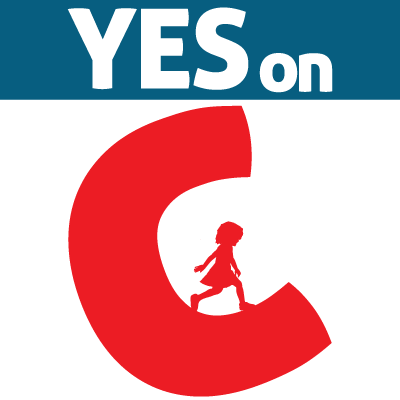 YES on
C